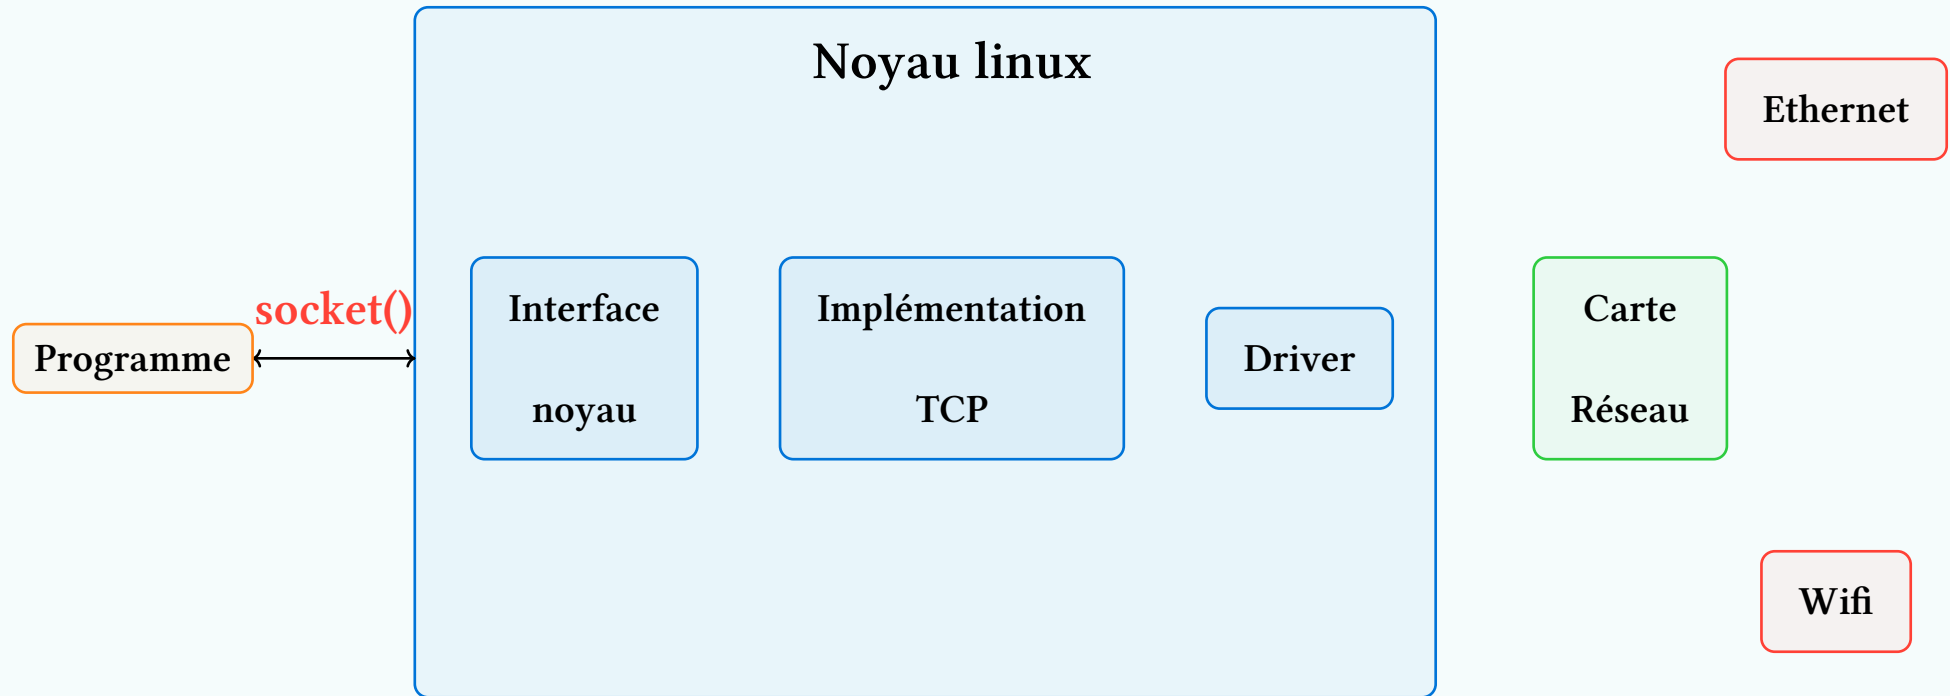 Noyau linux
Ethernet
socket()
Programme
Interface
noyau
Implémentation
TCP
Driver
Carte
Réseau
Wifi